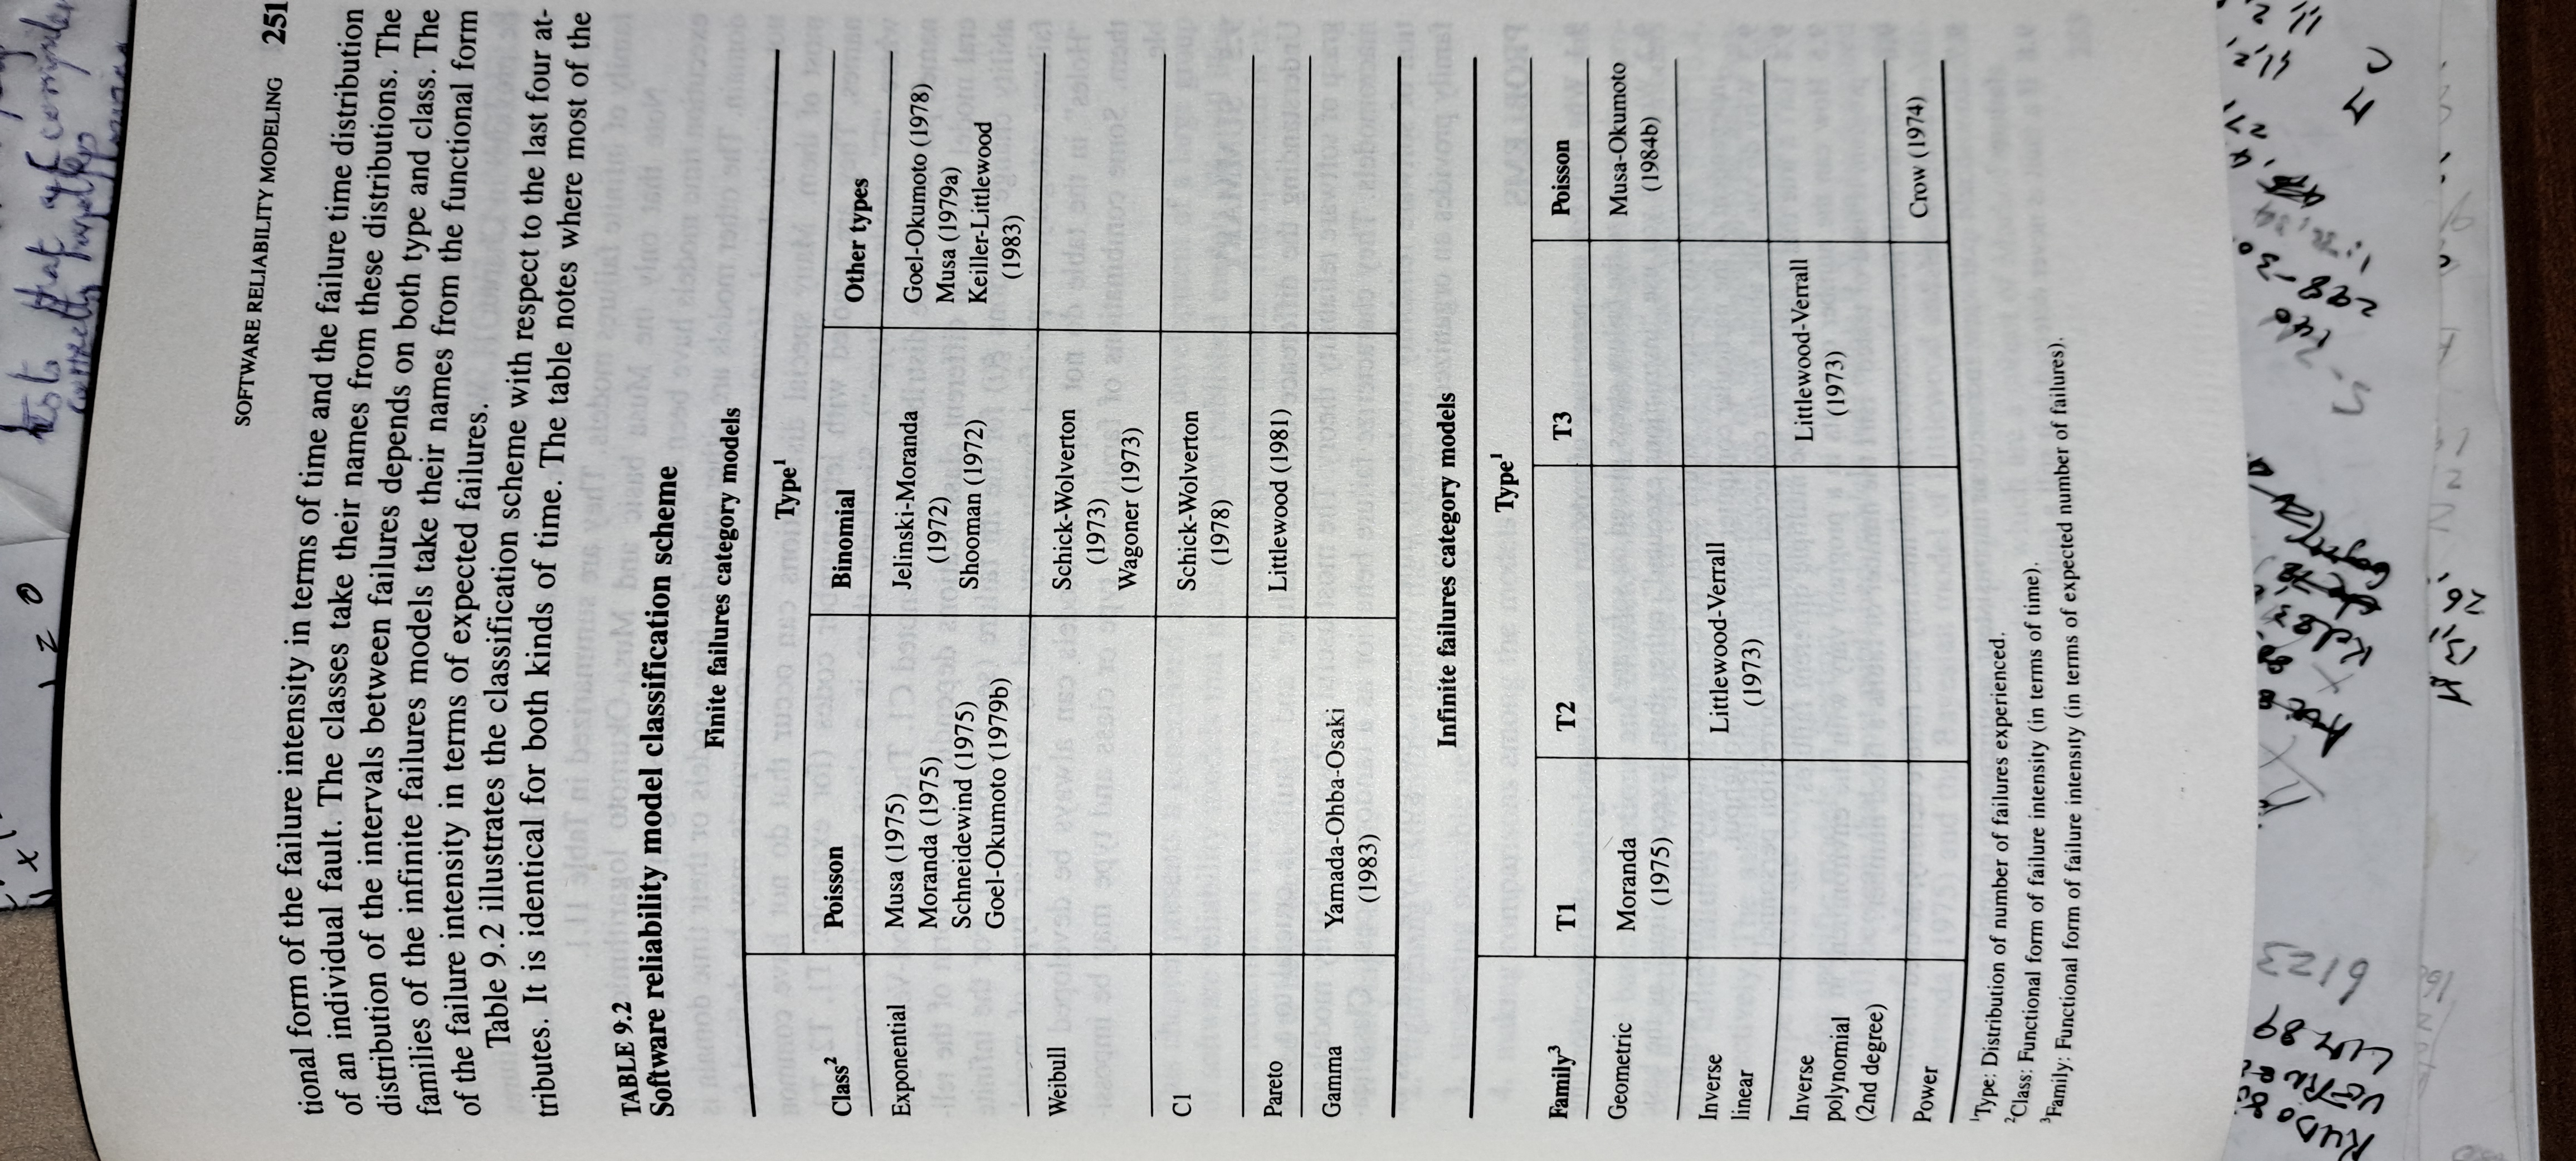 x
1 = 0
tests that
correctly
SOFTWARE RELIABILITY MODELING 251
tional form of the failure intensity in terms of time and the failure time distribution
of an individual fault. The classes take their names from these distributions. The
distribution of the intervals between failures depends on both type and class. The
families of the infinite failures models take their names from the functional form
of the failure intensity in terms of expected failures.
Table 9.2 illustrates the classification scheme with respect to the last four at-
tributes. It is identical for both kinds of time. The table notes where most of the
TABLE 9.2
Software reliability model classification scheme
Finite failures category models
Type¹
Class² Poisson Binomial Other types
Exponential Musa (1975) Jelinski-Moranda Goel-Okumoto (1978)
Moranda (1975) (1972) Musa (1979a)
Schneidewind (1975) Shooman (1972) Keiller-Littlewood
Goel-Okumoto (1979b) (1983)
Weibull Schick-Wolverton
(1973)
Wagoner (1973)
C1 Schick-Wolverton
(1978)
Pareto Littlewood (1981)
Gamma Yamada-Ohba-Osaki
(1983)
Infinite failures category models
Type¹
Family³ T1 T2 T3 Poisson
Geometric Moranda Musa-Okumoto
(1975) (1984b)
Inverse Littlewood-Verrall
linear (1973)
Inverse Littlewood-Verrall
polynomial (1973)
(2nd degree)
Power Crow (1974)
¹Type: Distribution of number of failures experienced.
²Class: Functional form of failure intensity (in terms of time).
³Family: Functional form of failure intensity (in terms of expected number of failures).
6123
298-30